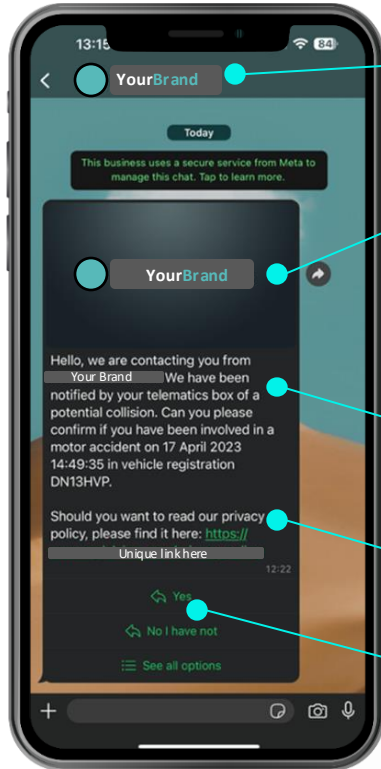 13:15
84
YourBrand
Today
This business uses a secure service from Meta to
manage this chat. Tap to learn more.
YourBrand
Hello, we are contacting you from
Your Brand We have been
notified by your telematics box of a
potential collision. Can you please
confirm if you have been involved in a
motor accident on 17 April 2023
14:49:35 in vehicle registration
DN13HVP.
Should you want to read our privacy
policy, please find it here: https://
Unique link here
12:22
Yes
No I have not
See all options